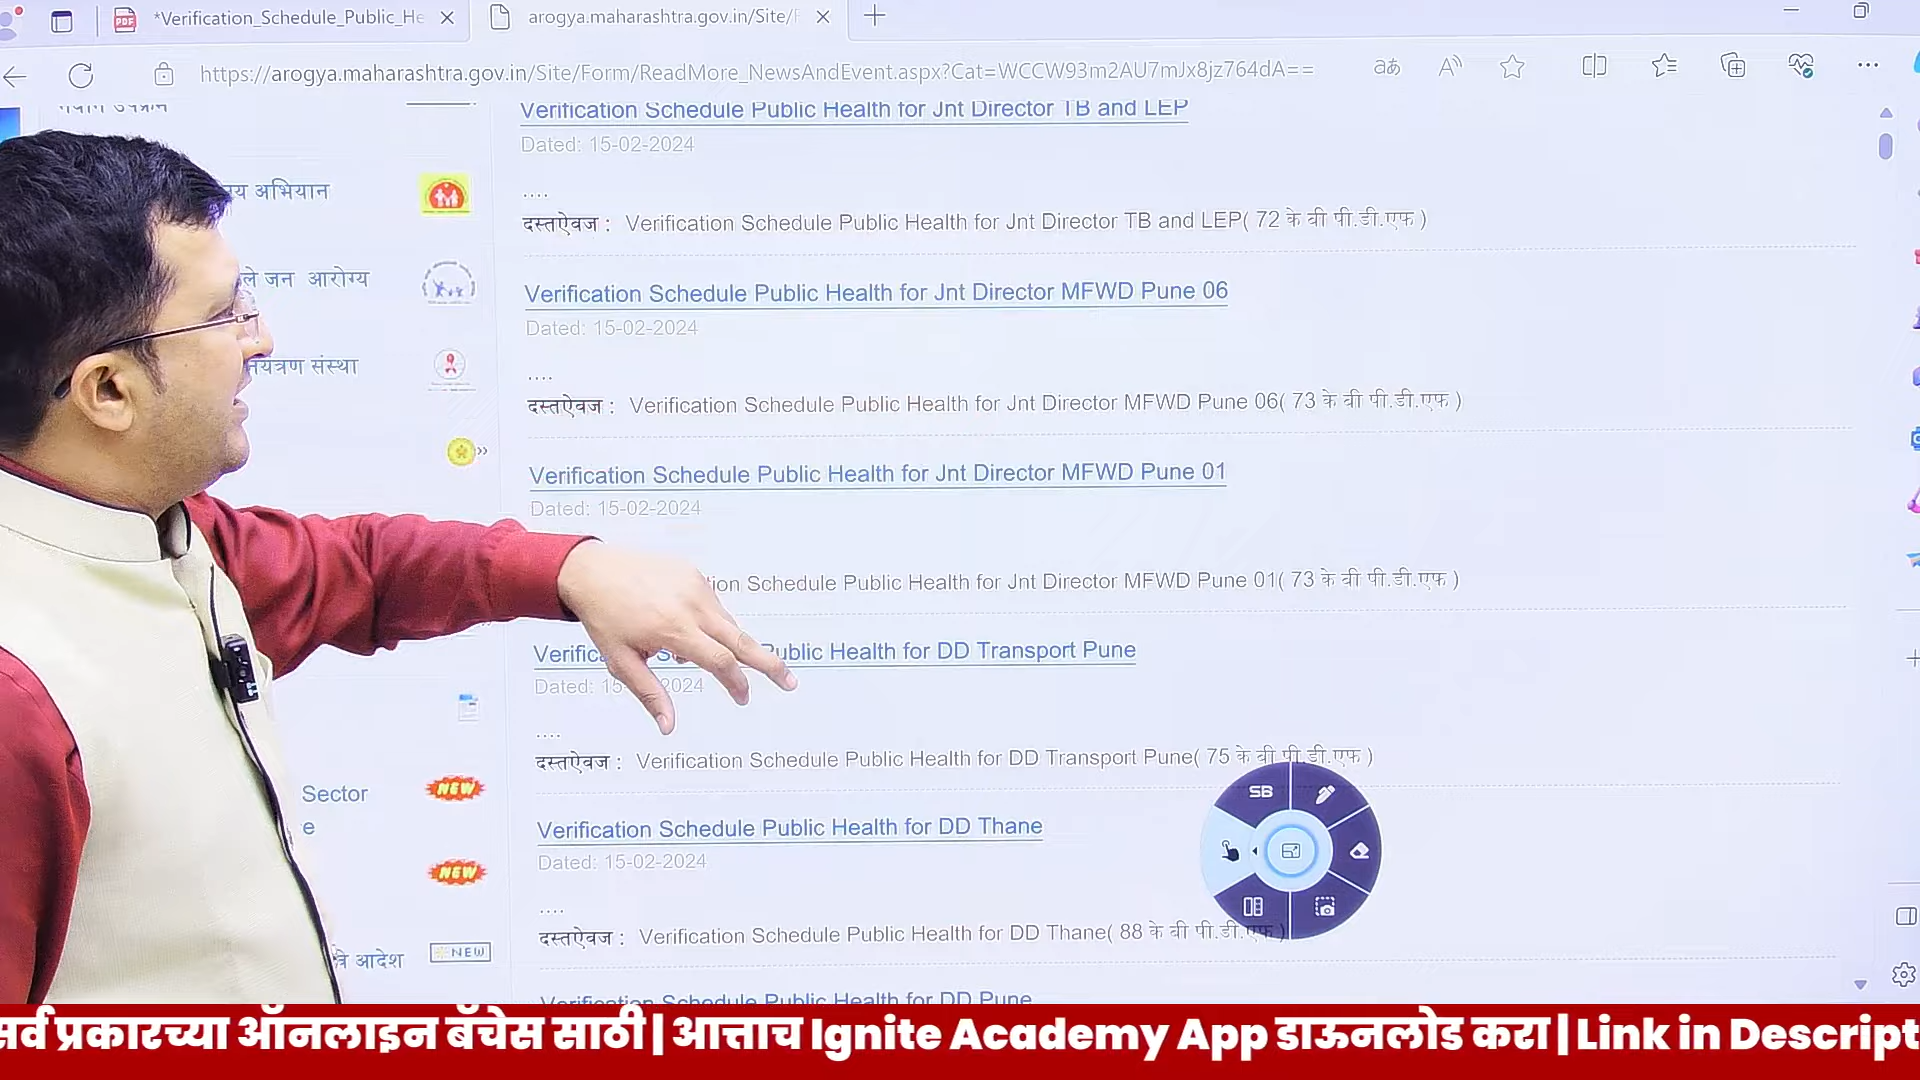 *Verification_Schedule_Public_He
arogya.maharashtra.gov.in/Site/F
https://arogya.maharashtra.gov.in/Site/Form/ReadMore_NewsAndEvent.aspx?Cat=WCCW93m2AU7mJx8jz764dA==
Verification Schedule Public Health for Jnt Director TB and LEP
Dated: 15-02-2024
....
दस्तऐवज : Verification Schedule Public Health for Jnt Director TB and LEP( 72 के बी पी.डी.एफ )
Verification Schedule Public Health for Jnt Director MFWD Pune 06
Dated: 15-02-2024
....
दस्तऐवज : Verification Schedule Public Health for Jnt Director MFWD Pune 06( 73 के बी पी.डी.एफ )
Verification Schedule Public Health for Jnt Director MFWD Pune 01
Dated: 15-02-2024
Schedule Public Health for Jnt Director MFWD Pune 01( 73 के बी पी.डी.एफ )
Health for DD Transport Pune
Dated: 2024
....
दस्तऐवज : Verification Schedule Public Health for DD Transport Pune( 75 के बी पी.डी.एफ )
Verification Schedule Public Health for DD Thane
Dated: 15-02-2024
....
दस्तऐवज : Verification Schedule Public Health for DD Thane( 88 के बी पी.डी.एफ )
Verification Schedule Public Health for DD Pune
अभियान
जन आरोग्य
संस्था
Sector
NEW
NEW
आदेश
NEW
SB
सर्व प्रकारच्या ऑनलाइन बॅचेस साठी | आत्ताच Ignite Academy App डाऊनलोड करा | Link in Descript